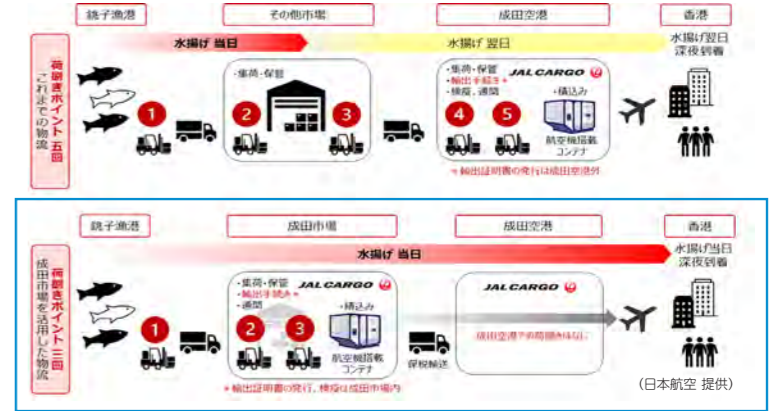 銚子漁港
その他市場
成田空港
香港
水揚げ 当日
水揚げ 翌日
水揚げ翌日
深夜到着
これまでの物流
荷捌きポイント 五回
・集荷・保管
・集荷・保管
・輸出手続き*
・検疫、通関
JAL CARGO
・積込み
1
2
3
4
5
航空機搭載
コンテナ
* 輸出証明書の発行は成田空港外
銚子漁港
成田市場
成田空港
香港
水揚げ 当日
水揚げ当日
深夜到着
成田市場を活用した物流
荷捌きポイント 三回
・集荷・保管
・輸出手続き*
・通関
JAL CARGO
・積込み
JAL CARGO
1
2
3
航空機搭載
コンテナ
保税輸送
成田空港での荷捌きはなし
* 輸出証明書の発行、検疫は成田市場内
(日本航空 提供)